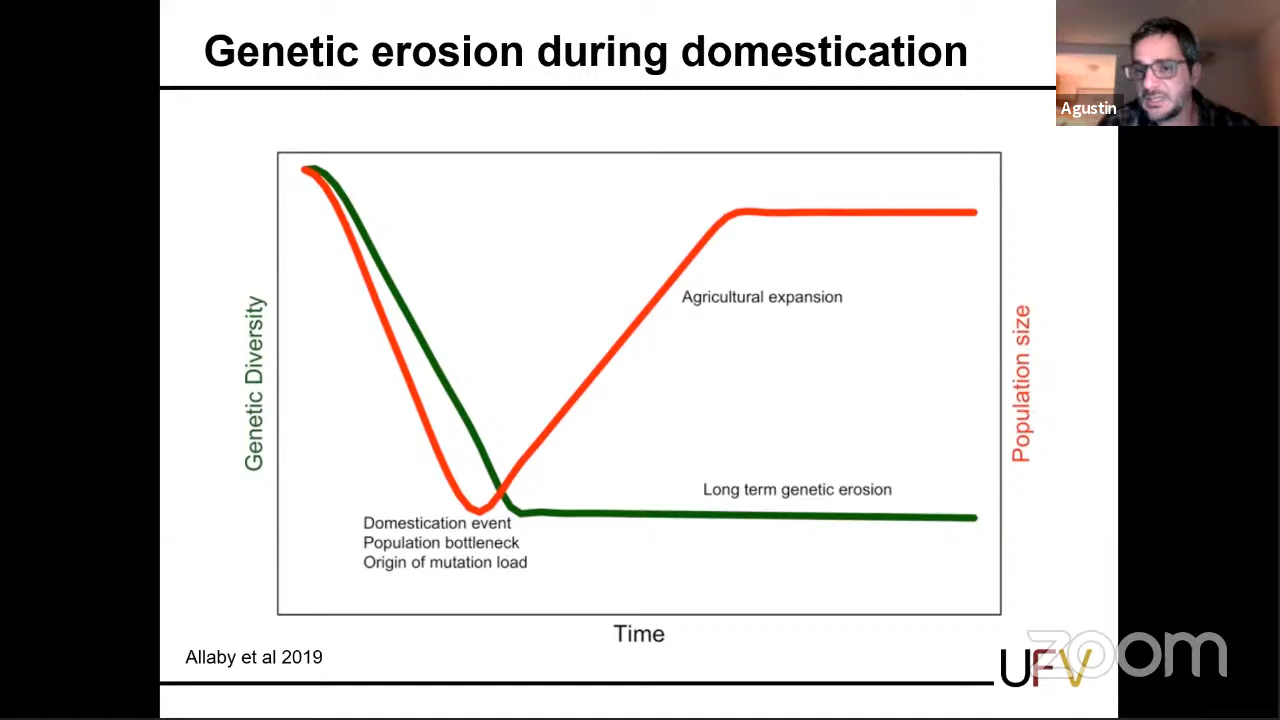 Genetic erosion during domestication
Agustin
Genetic Diversity
Agricultural expansion
Population size
Long term genetic erosion
Domestication event
Population bottleneck
Origin of mutation load
Time
Allaby et al 2019
UFV
zoom